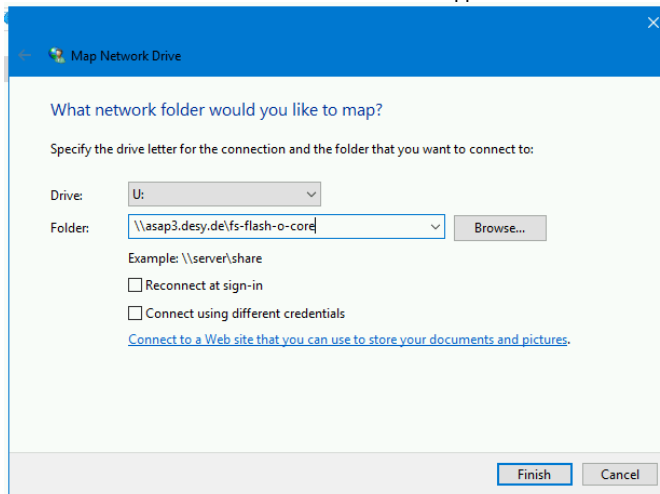 Map Network Drive
What network folder would you like to map?
Specify the drive letter for the connection and the folder that you want to connect to:
Drive: U:
Folder: \\asap3.desy.de\fs-flash-o-core Browse...
Example: \\server\share
Reconnect at sign-in
Connect using different credentials
Connect to a Web site that you can use to store your documents and pictures.
Finish Cancel